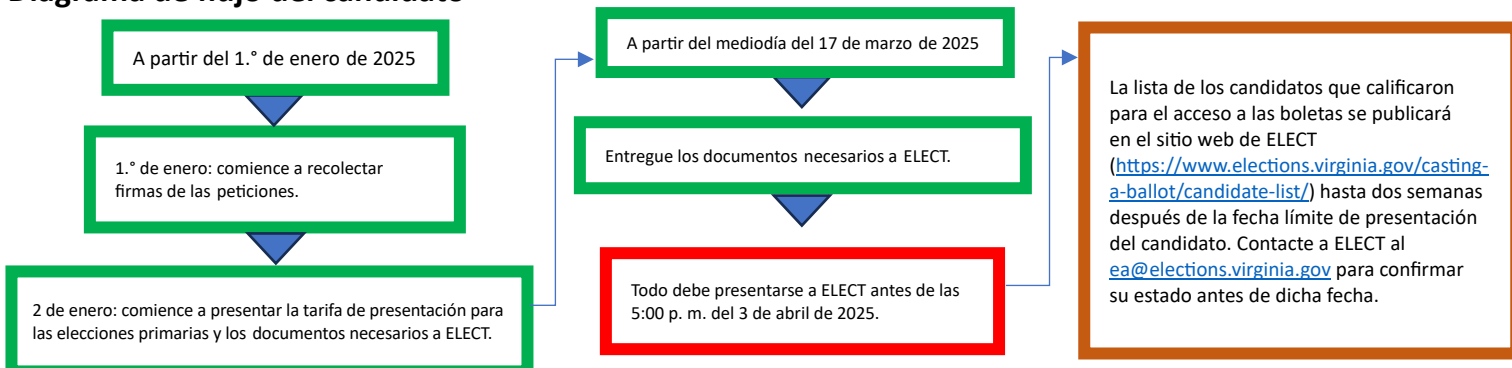 Diagrama de flujo del candidato
A partir del 1.° de enero de 2025
1.° de enero: comience a recolectar
firmas de las peticiones.
2 de enero: comience a presentar la tarifa de presentación para
las elecciones primarias y los documentos necesarios a ELECT.
A partir del mediodía del 17 de marzo de 2025
Entregue los documentos necesarios a ELECT.
Todo debe presentarse a ELECT antes de las
5:00 p. m. del 3 de abril de 2025.
La lista de los candidatos que calificaron
para el acceso a las boletas se publicará
en el sitio web de ELECT
(https://www.elections.virginia.gov/casting-
a-ballot/candidate-list/) hasta dos semanas
después de la fecha límite de presentación
del candidato. Contacte a ELECT al
ea@elections.virginia.gov para confirmar
su estado antes de dicha fecha.